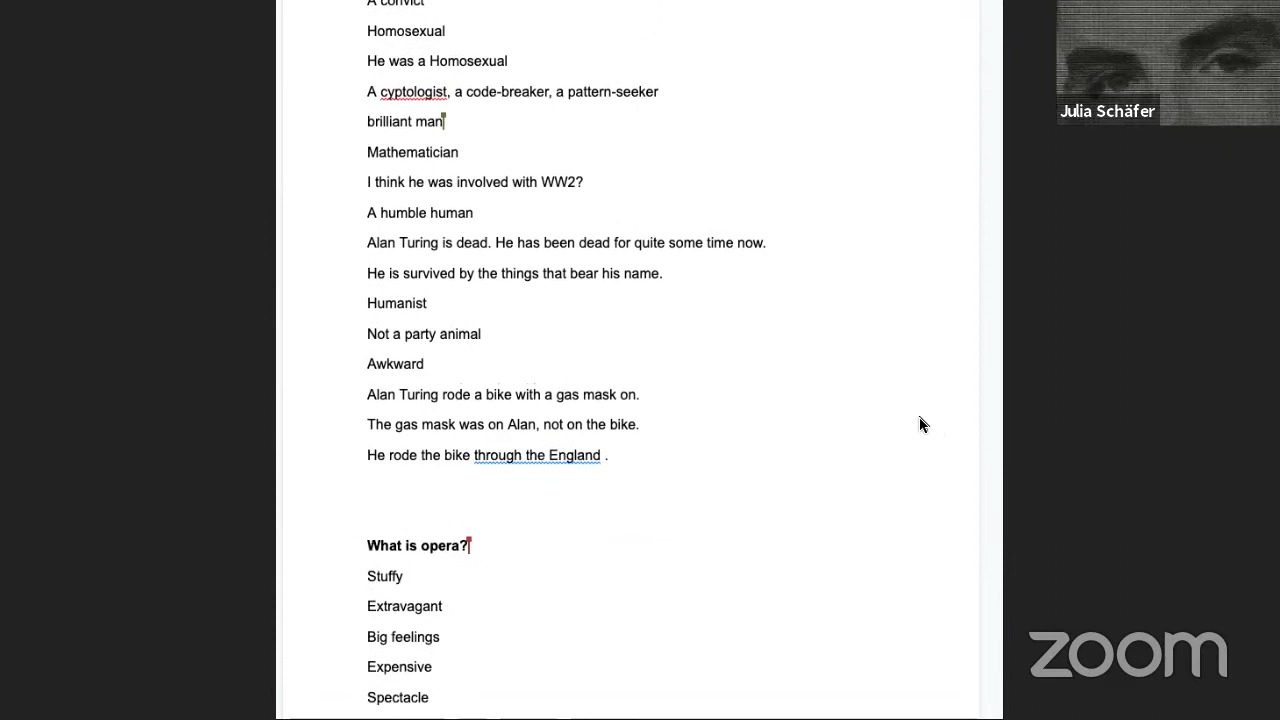 A convict
Homosexual
He was a Homosexual
A cyptologist, a code-breaker, a pattern-seeker
brilliant man
Mathematician
I think he was involved with WW2?
A humble human
Alan Turing is dead. He has been dead for quite some time now.
He is survived by the things that bear his name.
Humanist
Not a party animal
Awkward
Alan Turing rode a bike with a gas mask on.
The gas mask was on Alan, not on the bike.
He rode the bike through the England .
What is opera?
Stuffy
Extravagant
Big feelings
Expensive
Spectacle
Julia Schäfer
zoom